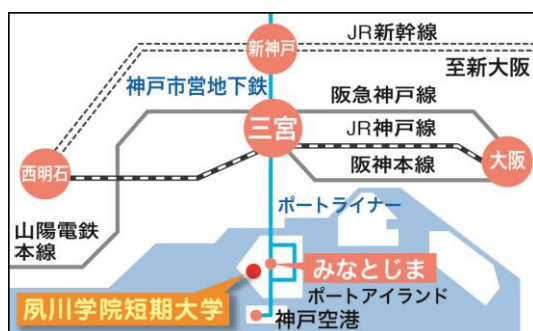 JR新幹線
新神戸
至新大阪
神戸市営地下鉄
阪急神戸線
三宮
JR神戸線
大阪
西明石
阪神本線
山陽電鉄
本線
ポートライナー
みなとじま
ポートアイランド
夙川学院短期大学
神戸空港